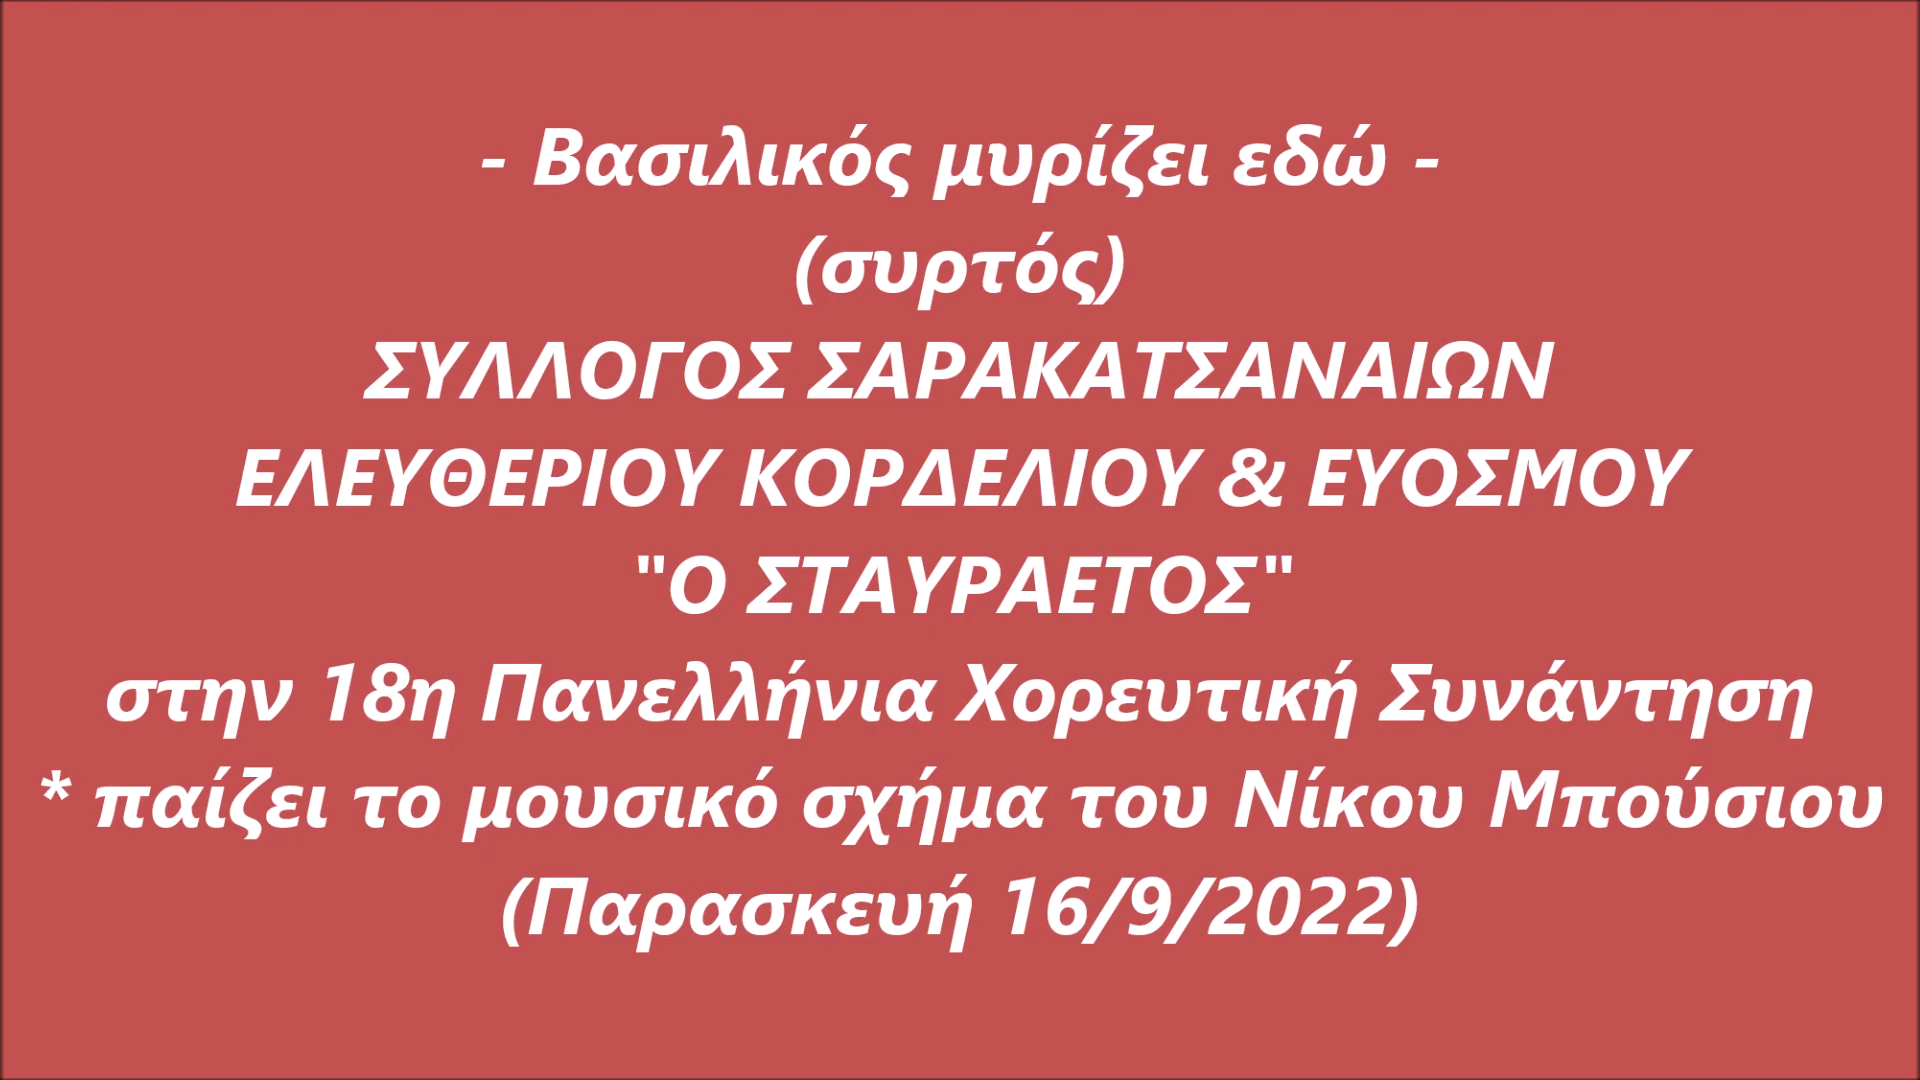 - Βασιλικός μυρίζει εδώ -
(συρτός)
ΣΥΛΛΟΓΟΣ ΣΑΡΑΚΑΤΣΑΝΑΙΩΝ
ΕΛΕΥΘΕΡΙΟΥ ΚΟΡΔΕΛΙΟΥ & ΕΥΟΣΜΟΥ
"Ο ΣΤΑΥΡΑΕΤΟΣ"
στην 18η Πανελλήνια Χορευτική Συνάντηση
* παίζει το μουσικό σχήμα του Νίκου Μπούσιου
(Παρασκευή 16/9/2022)